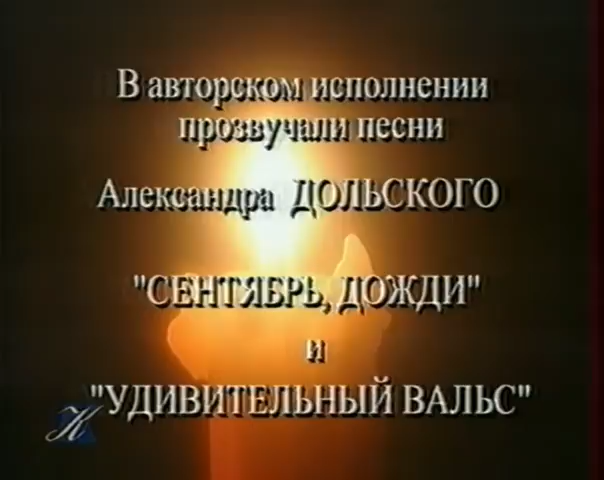 В авторском исполнении
прозвучали песни
Александра ДОЛЬСКОГО
"СЕНТЯБРЬ, ДОЖДИ"
и
"УДИВИТЕЛЬНЫЙ ВАЛЬС"
К